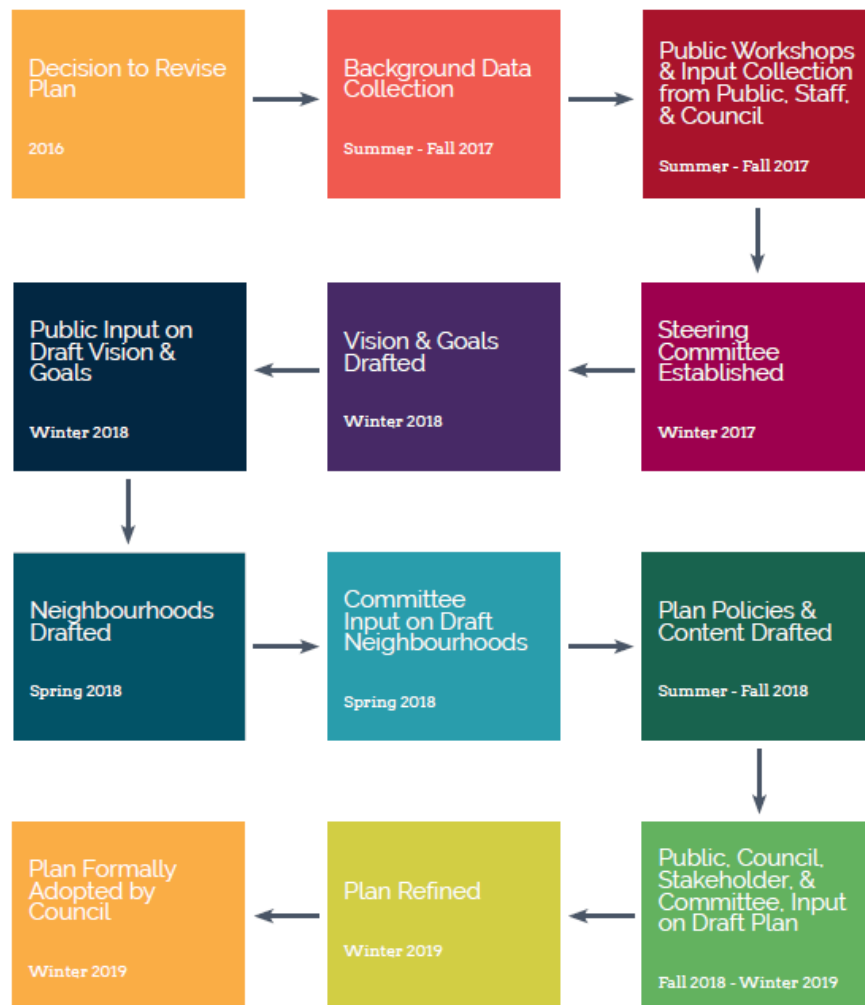 Decision to Revise
Plan
2016
Background Data
Collection
Summer - Fall 2017
Public Workshops
& Input Collection
from Public, Staff,
& Council
Summer - Fall 2017
Steering
Committee
Established
Winter 2017
Vision & Goals
Drafted
Winter 2018
Public Input on
Draft Vision &
Goals
Winter 2018
Neighbourhoods
Drafted
Spring 2018
Committee
Input on Draft
Neighbourhoods
Spring 2018
Plan Policies &
Content Drafted
Summer - Fall 2018
Public, Council,
Stakeholder, &
Committee, Input
on Draft Plan
Fall 2018 - Winter 2019
Plan Refined
Winter 2019
Plan Formally
Adopted by
Council
Winter 2019